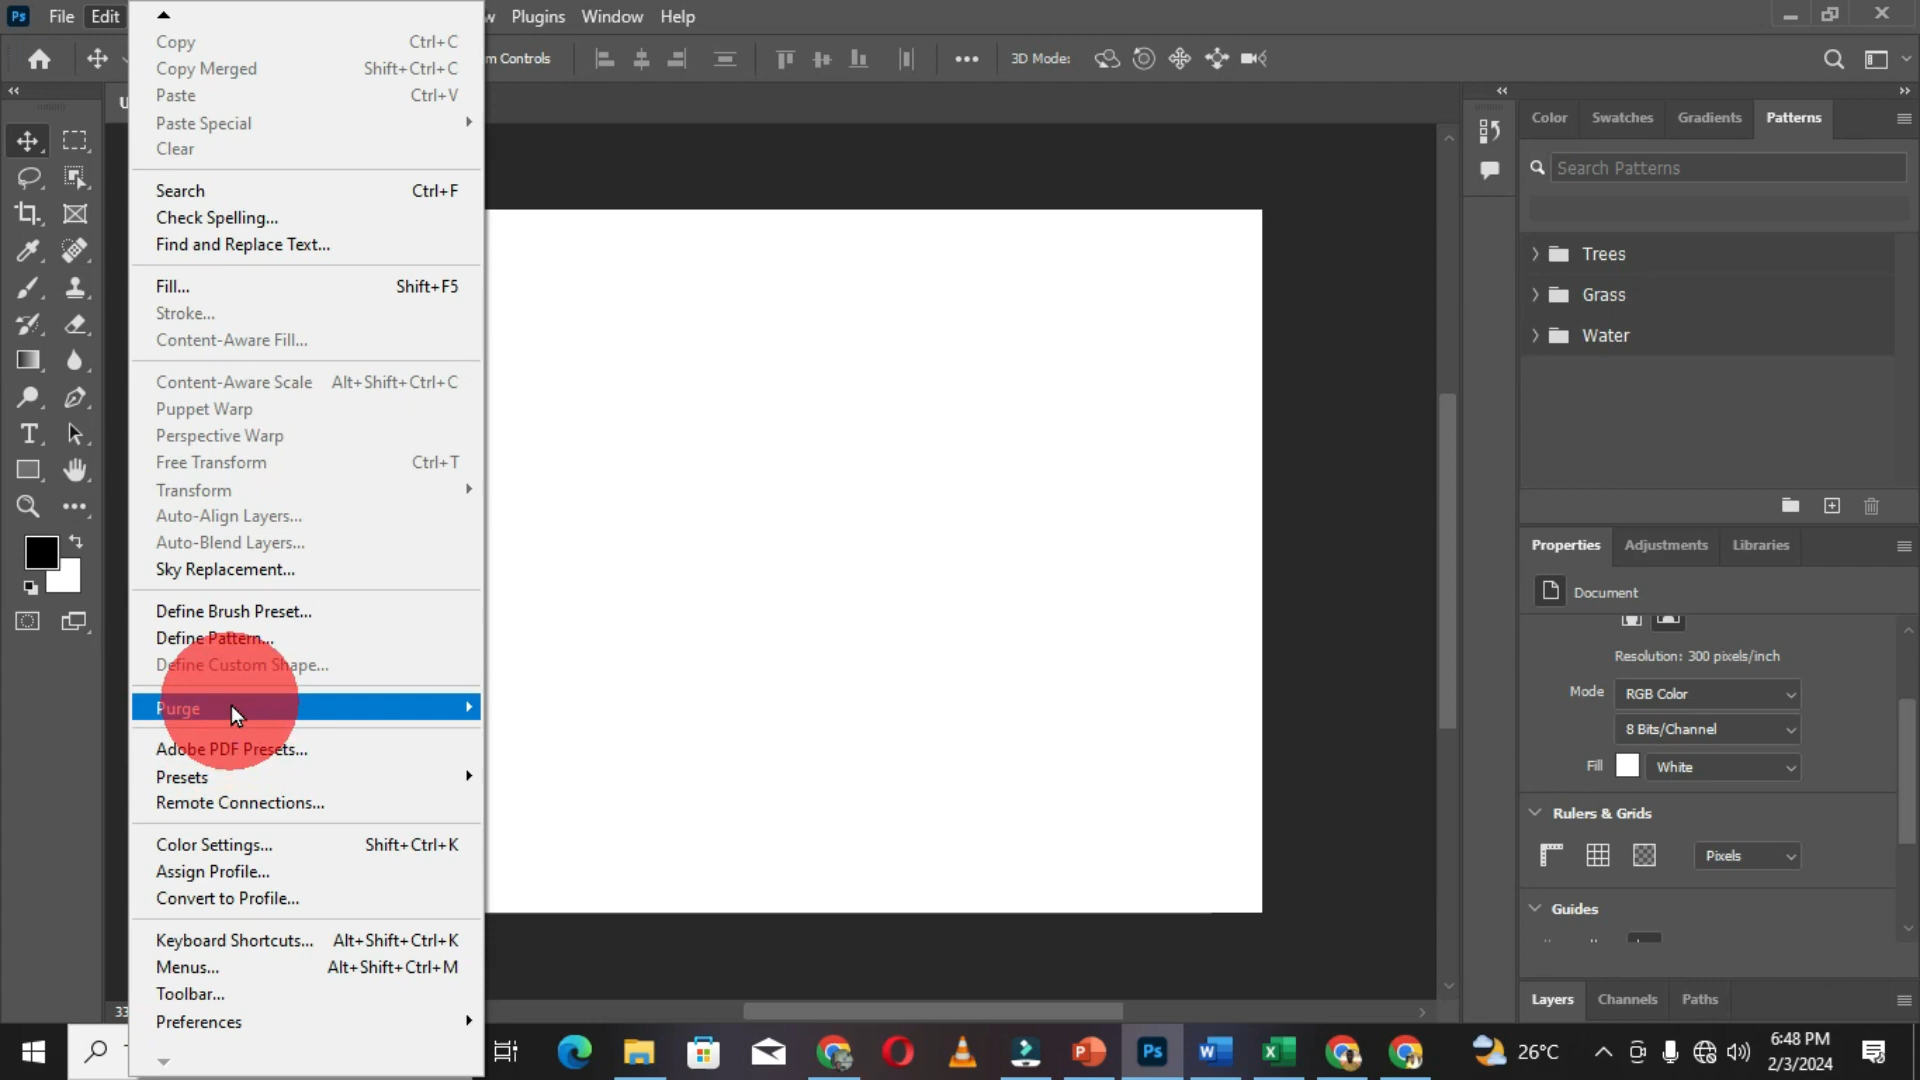 Ps File Edit Plugins Window Help
3D Mode:
Copy Ctrl+C
Copy Merged Shift+Ctrl+C
Paste Ctrl+V
Paste Special
Clear
Search Ctrl+F
Check Spelling...
Find and Replace Text...
Fill... Shift+F5
Stroke...
Content-Aware Fill...
Content-Aware Scale Alt+Shift+Ctrl+C
Puppet Warp
Perspective Warp
Free Transform Ctrl+T
Transform
Auto-Align Layers...
Auto-Blend Layers...
Sky Replacement...
Define Brush Preset...
Define Pattern...
Define Custom Shape...
Purge
Adobe PDF Presets...
Presets
Remote Connections...
Color Settings... Shift+Ctrl+K
Assign Profile...
Convert to Profile...
Keyboard Shortcuts... Alt+Shift+Ctrl+K
Menus... Alt+Shift+Ctrl+M
Toolbar...
Preferences
Controls
Color Swatches Gradients Patterns
Search Patterns
Trees
Grass
Water
Properties Adjustments Libraries
Document
Resolution: 300 pixels/inch
Mode RGB Color
8 Bits/Channel
Fill White
Rulers & Grids
Pixels
Guides
Layers Channels Paths
Ps
26°C
6:48 PM
2/3/2024